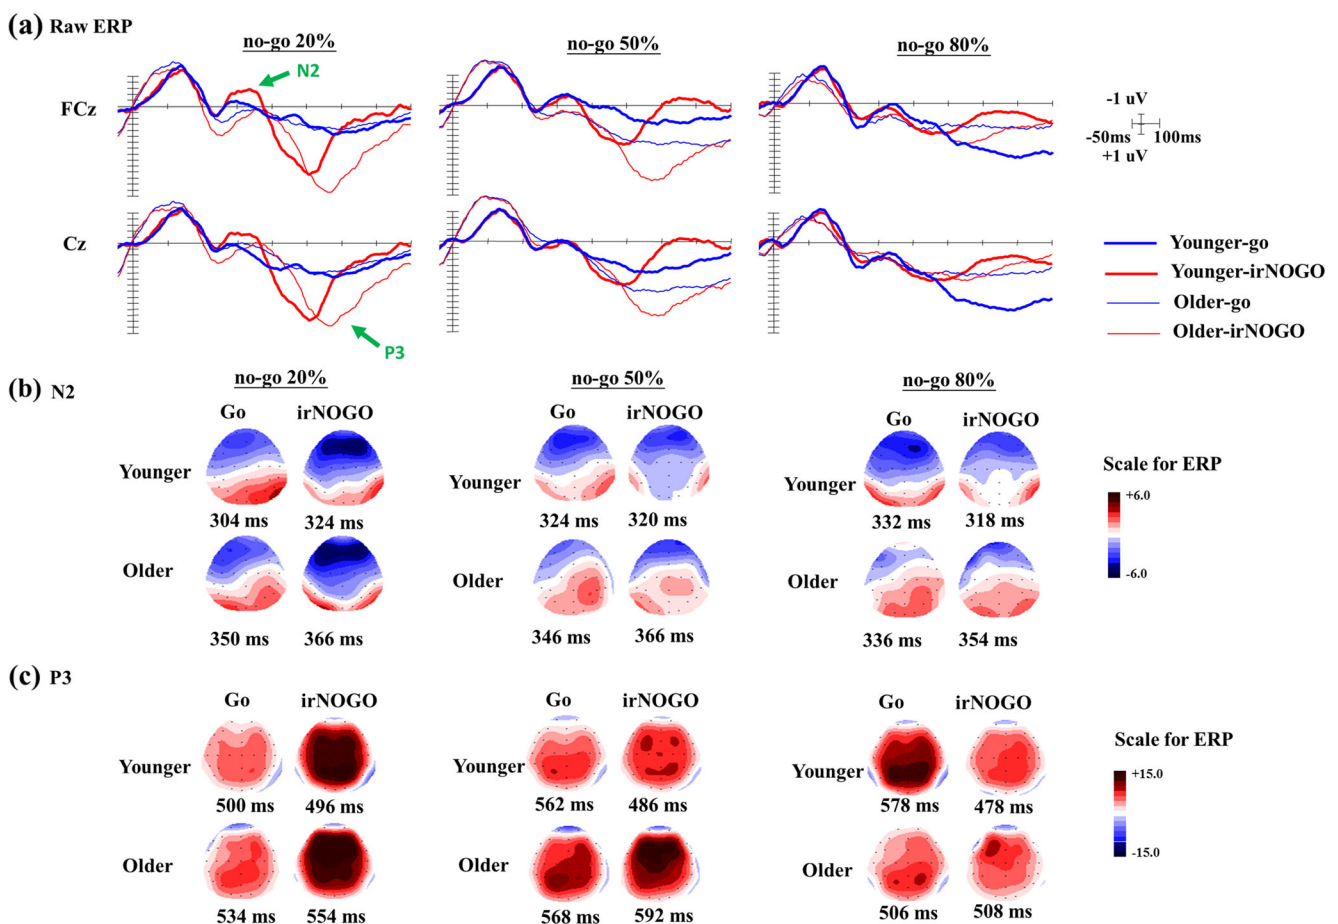 (a) Raw ERP
no-go 20% no-go 50% no-go 80%
N2
FCz
-1 uV
-50ms 100ms
+1 uV
Cz
P3
Younger-go
Younger-irNOGO
Older-go
Older-irNOGO
(b) N2
no-go 20% no-go 50% no-go 80%
Go irNOGO Go irNOGO Go irNOGO
Younger Younger Younger
304 ms 324 ms 324 ms 320 ms 332 ms 318 ms
Older Older Older
350 ms 366 ms 346 ms 366 ms 336 ms 354 ms
Scale for ERP
+6.0
-6.0
(c) P3
Go irNOGO Go irNOGO Go irNOGO
Younger Younger Younger
500 ms 496 ms 562 ms 486 ms 578 ms 478 ms
Older Older Older
534 ms 554 ms 568 ms 592 ms 506 ms 508 ms
Scale for ERP
+15.0
-15.0